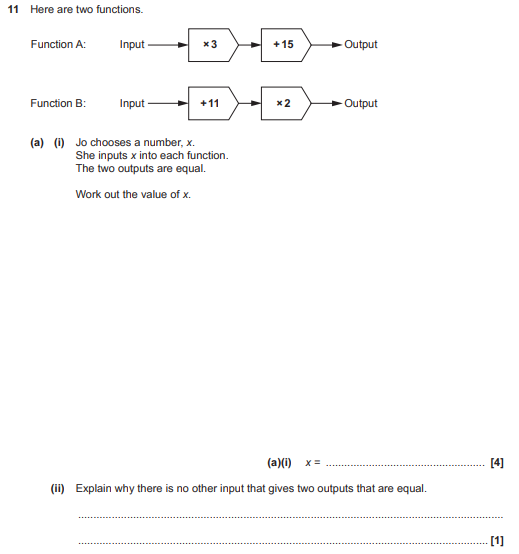 11 Here are two functions.
Function A: Input ×3 +15 Output
Function B: Input +11 ×2 Output
(a) (i) Jo chooses a number, x.
She inputs x into each function.
The two outputs are equal.
Work out the value of x.
(a)(i) x = ................................................ [4]
(ii) Explain why there is no other input that gives two outputs that are equal.
................................................................................................
................................................................................................ [1]